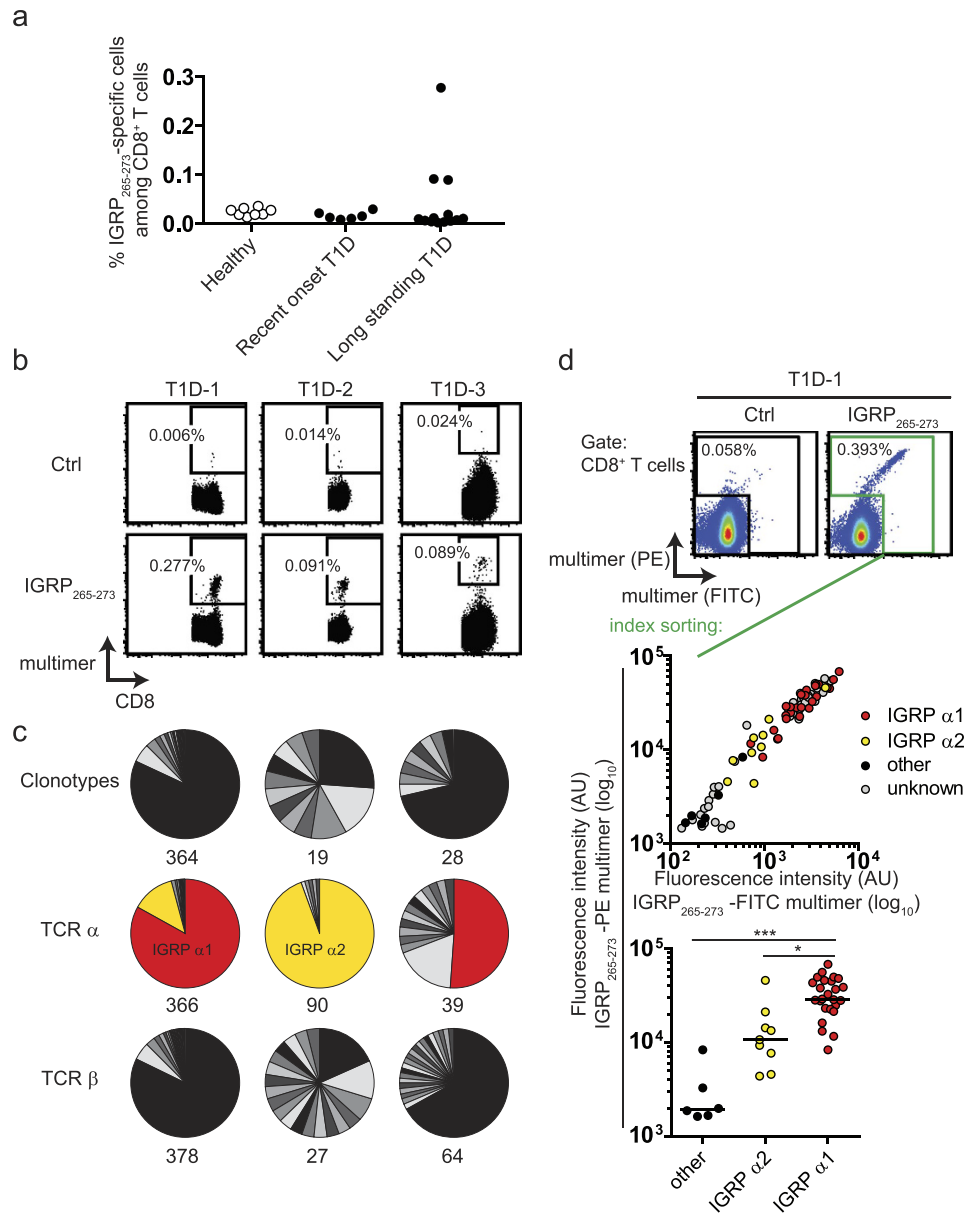 a
% IGRP265-273-specific cells
among CD8+ T cells
0.3
0.2
0.1
0.0
Healthy
Recent onset T1D
Long standing T1D
b
T1D-1
T1D-2
T1D-3
Ctrl
0.006%
0.014%
0.024%
IGRP265-273
0.277%
0.091%
0.089%
multimer
CD8
c
Clonotypes
364
19
28
TCR α
IGRP α1
IGRP α2
366
90
39
TCR β
378
27
64
d
T1D-1
Ctrl
IGRP265-273
Gate:
CD8+ T cells
0.058%
0.393%
multimer (PE)
multimer (FITC)
index sorting:
Fluorescence intensity (AU)
IGRP265-273 -PE multimer (log10)
10^5
10^4
10^3
10^2
10^3
10^4
Fluorescence intensity (AU)
IGRP265-273 -FITC multimer (log10)
IGRP α1
IGRP α2
other
unknown
***
*
10^5
10^4
10^3
other
IGRP α2
IGRP α1